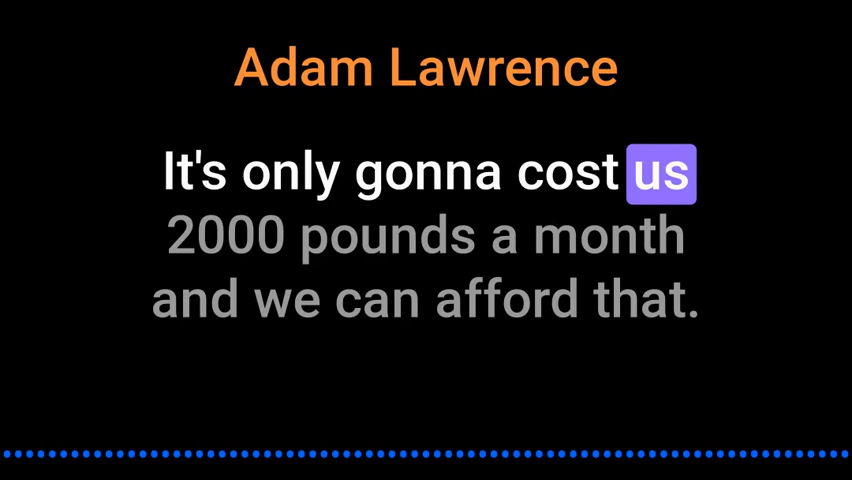 Adam Lawrence
It's only gonna cost us
2000 pounds a month
and we can afford that.